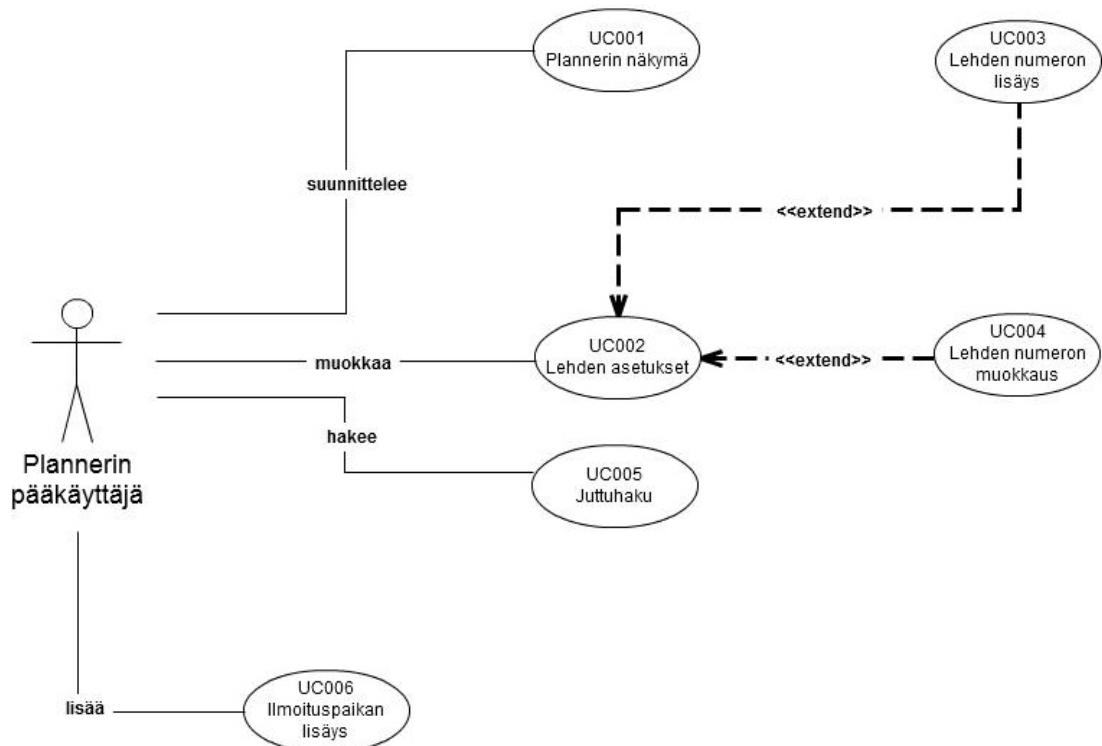 UC001
Plannerin näkymä
UC003
Lehden numeron
lisäys
suunnittelee
<<extend>>
UC002
Lehden asetukset
muokkaa
<<extend>>
UC004
Lehden numeron
muokkaus
hakee
UC005
Juttuhaku
Plannerin
pääkäyttäjä
lisää
UC006
Ilmoituspaikan
lisäys